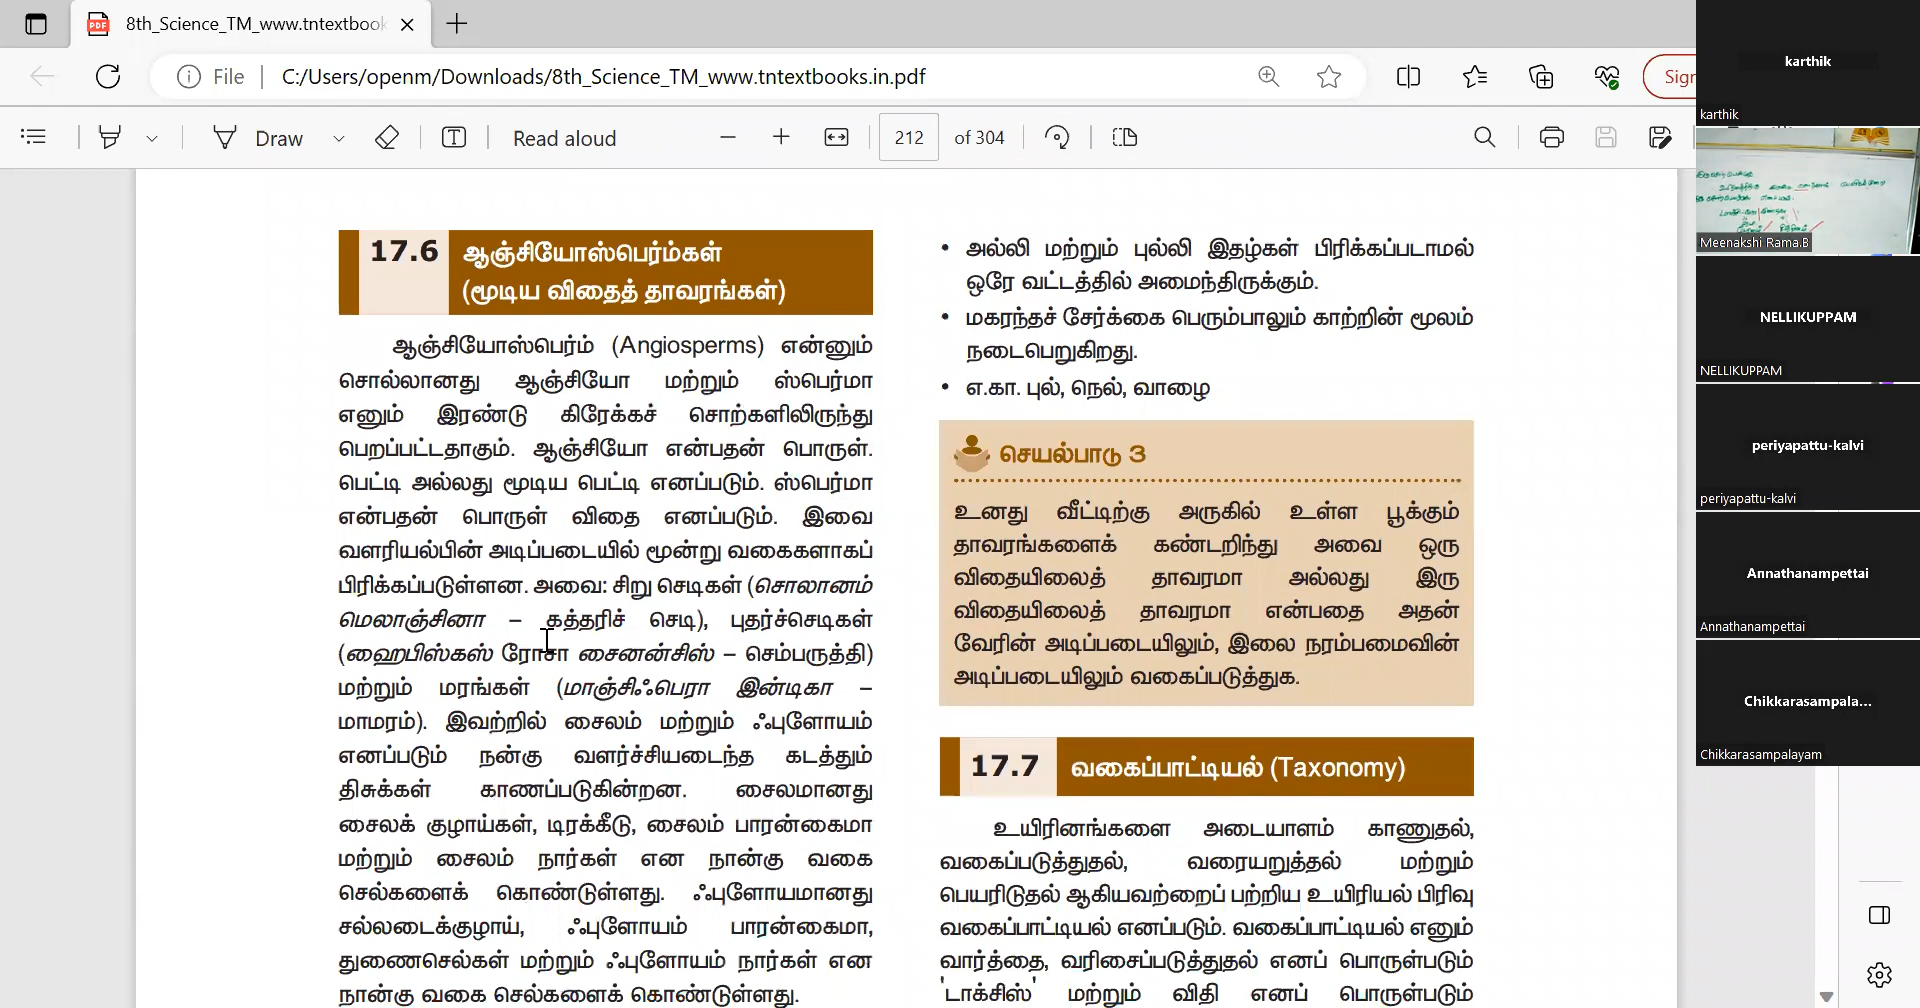 8th_Science_TM_www.tntextbook
File
C:/Users/openm/Downloads/8th_Science_TM_www.tntextbooks.in.pdf
Sign
Draw
Read aloud
212 of 304
17.6 ஆஞ்சியோஸ்பெர்ம்கள்
(மூடிய விதைத் தாவரங்கள்)
ஆஞ்சியோஸ்பெர்ம் (Angiosperms) என்னும்
சொல்லானது ஆஞ்சியோ மற்றும் ஸ்பெர்மா
எனும் இரண்டு கிரேக்கச் சொற்களிலிருந்து
பெறப்பட்டதாகும். ஆஞ்சியோ என்பதன் பொருள்.
பெட்டி அல்லது மூடிய பெட்டி எனப்படும். ஸ்பெர்மா
என்பதன் பொருள் விதை எனப்படும். இவை
வளரியல்பின் அடிப்படையில் மூன்று வகைகளாகப்
பிரிக்கப்படுள்ளன. அவை: சிறு செடிகள் (சொலானம்
மெலாஞ்சினா – கத்தரிச் செடி), புதர்ச்செடிகள்
(ஹைபிஸ்கஸ் ரோசா சைனன்சிஸ் – செம்பருத்தி)
மற்றும் மரங்கள் (மாஞ்சிஃபெரா இன்டிகா –
மாமரம்). இவற்றில் சைலம் மற்றும் ஃபுளோயம்
எனப்படும் நன்கு வளர்ச்சியடைந்த கடத்தும்
திசுக்கள் காணப்படுகின்றன. சைலமானது
சைலக் குழாய்கள், டிரக்கீடு, சைலம் பாரன்கைமா
மற்றும் சைலம் நார்கள் என நான்கு வகை
செல்களைக் கொண்டுள்ளது. ஃபுளோயமானது
சல்லடைக்குழாய், ஃபுளோயம் பாரன்கைமா,
துணைசெல்கள் மற்றும் ஃபுளோயம் நார்கள் என
நான்கு வகை செல்களைக் கொண்டுள்ளது.
• அல்லி மற்றும் புல்லி இதழ்கள் பிரிக்கப்படாமல்
ஒரே வட்டத்தில் அமைந்திருக்கும்.
• மகரந்தச் சேர்க்கை பெரும்பாலும் காற்றின் மூலம்
நடைபெறுகிறது.
• எ.கா. புல், நெல், வாழை
செயல்பாடு 3
உனது வீட்டிற்கு அருகில் உள்ள பூக்கும்
தாவரங்களைக் கண்டறிந்து அவை ஒரு
விதையிலைத் தாவரமா அல்லது இரு
விதையிலைத் தாவரமா என்பதை அதன்
வேரின் அடிப்படையிலும், இலை நரம்பமைவின்
அடிப்படையிலும் வகைப்படுத்துக.
17.7 வகைப்பாட்டியல் (Taxonomy)
உயிரினங்களை அடையாளம் காணுதல்,
வகைப்படுத்துதல், வரையறுத்தல் மற்றும்
பெயரிடுதல் ஆகியவற்றைப் பற்றிய உயிரியல் பிரிவு
வகைப்பாட்டியல் எனப்படும். வகைப்பாட்டியல் எனும்
வார்த்தை, வரிசைப்படுத்துதல் எனப் பொருள்படும்
'டாக்சிஸ்' மற்றும் விதி எனப் பொருள்படும்
karthik
karthik
Meenakshi Rama.B
NELLIKUPPAM
NELLIKUPPAM
periyapattu-kalvi
periyapattu-kalvi
Annathanampettai
Annathanampettai
Chikkarasampala...
Chikkarasampalayam